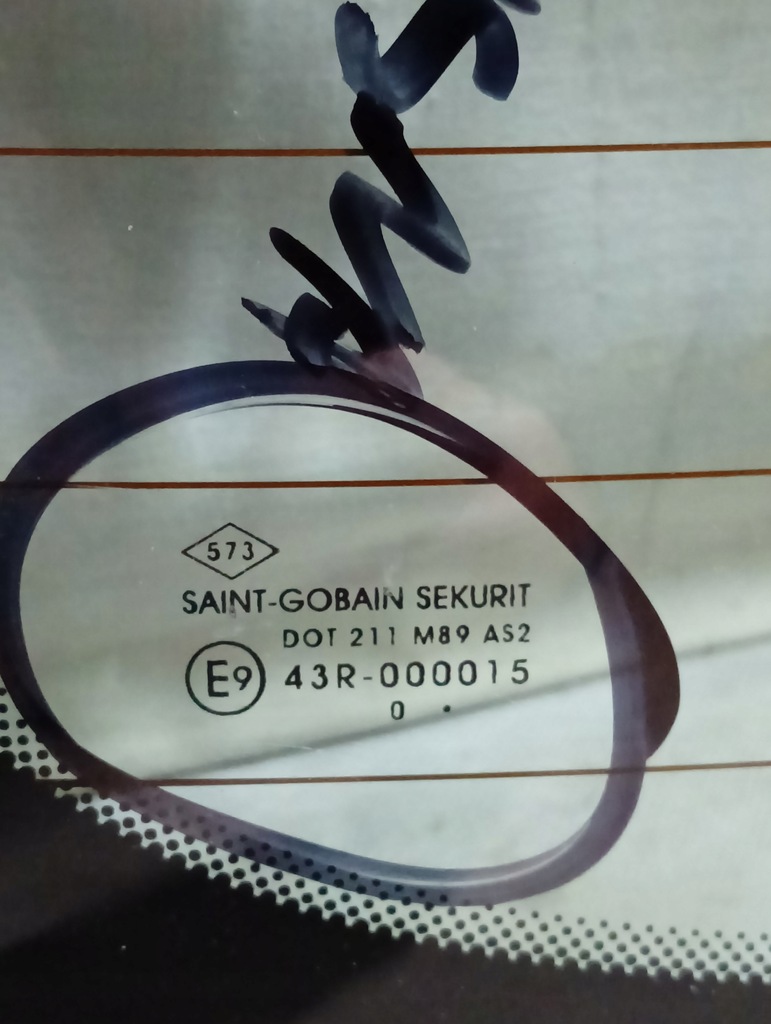 573
SAINT-GOBAIN SEKURIT
DOT 211 M89 AS2
E9 43R-000015
0 .